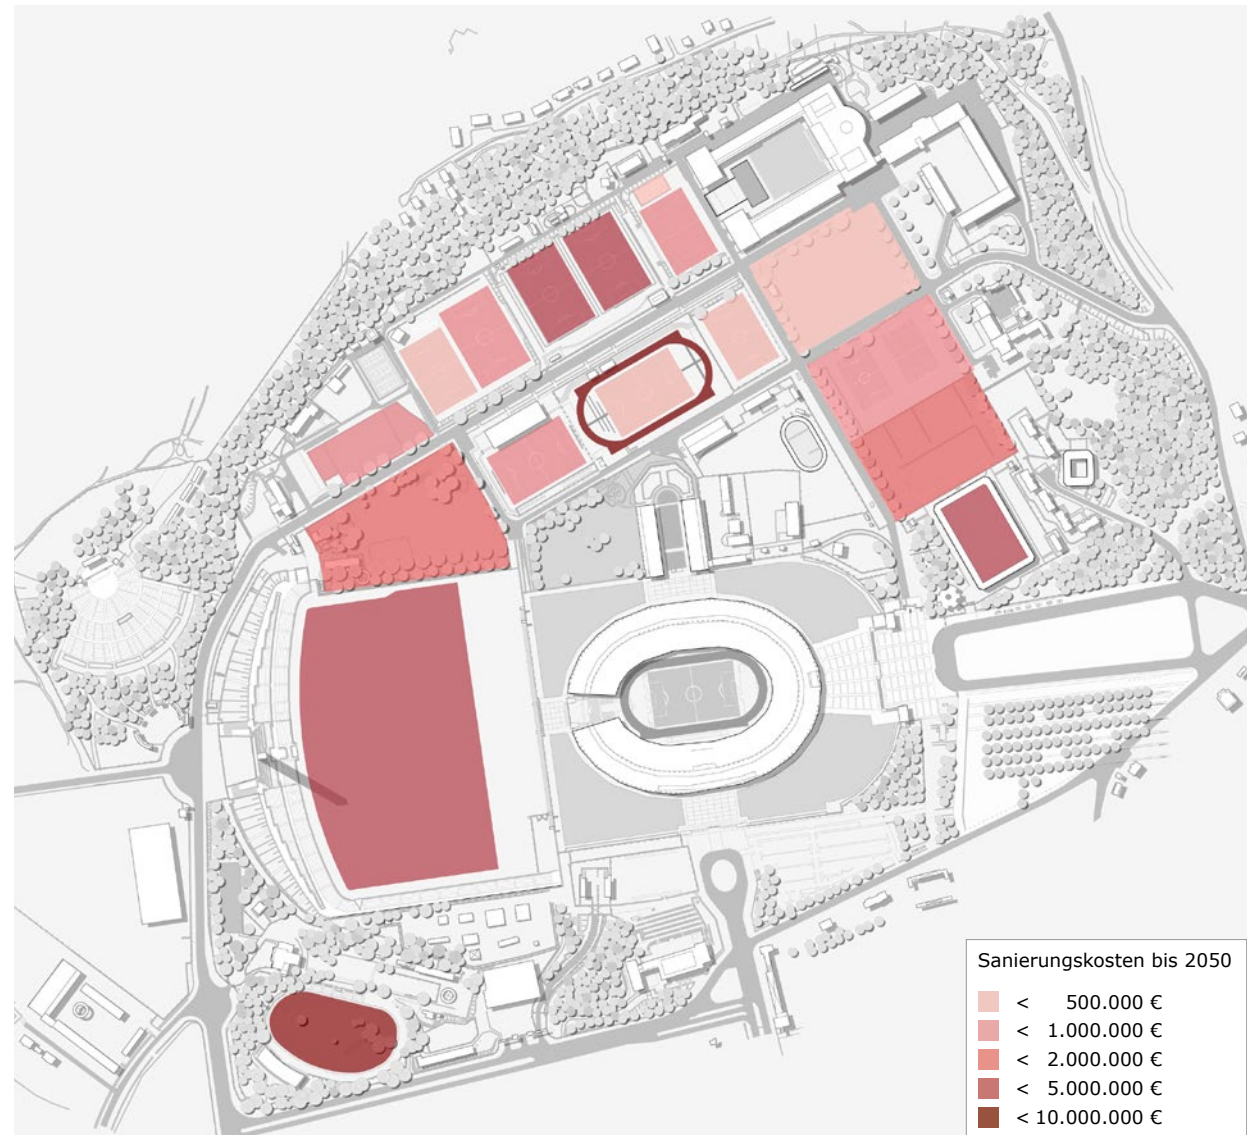 Sanierungskosten bis 2050
< 500.000 €
< 1.000.000 €
< 2.000.000 €
< 5.000.000 €
< 10.000.000 €